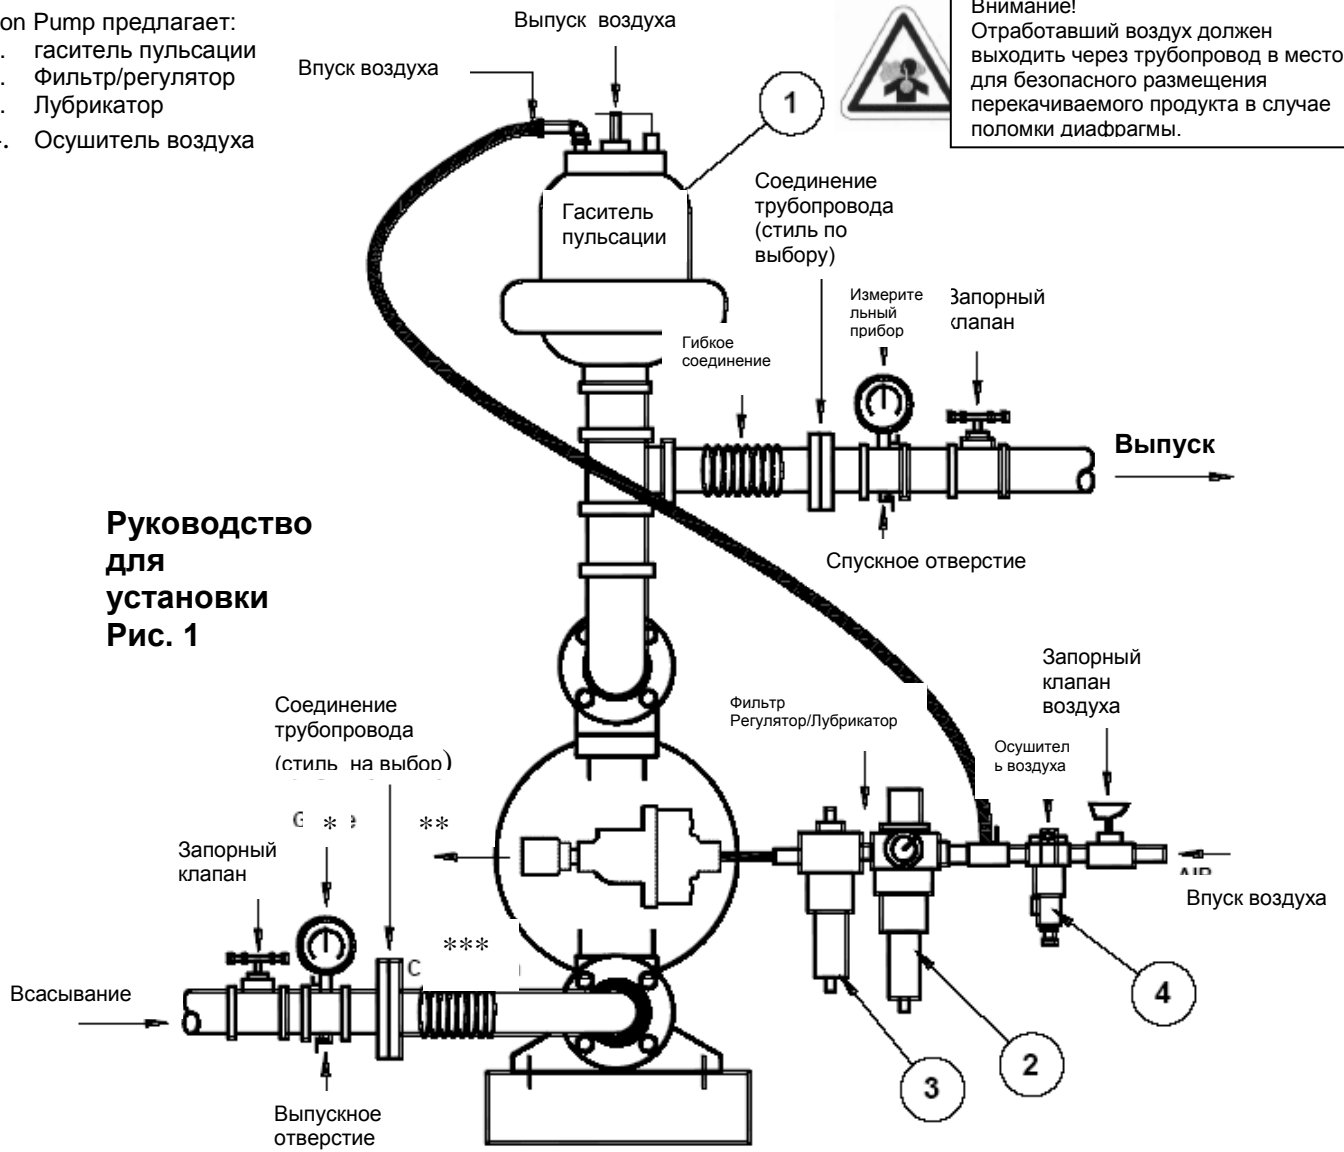 on Pump предлагает:
. гаситель пульсации
. Фильтр/регулятор
. Лубрикатор
. Осушитель воздуха
Выпуск воздуха
Впуск воздуха
1
Внимание!
Отработавший воздух должен
выходить через трубопровод в место
для безопасного размещения
перекачиваемого продукта в случае
поломки диафрагмы.
Гаситель
пульсации
Соединение
трубопровода
(стиль по
выбору)
Измерите
льный
прибор
Запорный
клапан
Гибкое
соединение
Выпуск
Спускное отверстие
Руководство
для
установки
Рис. 1
Запорный
клапан
воздуха
Фильтр
Регулятор/Лубрикатор
Осушител
ь воздуха
Соединение
трубопровода
(стиль на выбор)
*
**
Запорный
клапан
Впуск воздуха
***
Всасывание
4
2
3
Выпускное
отверстие